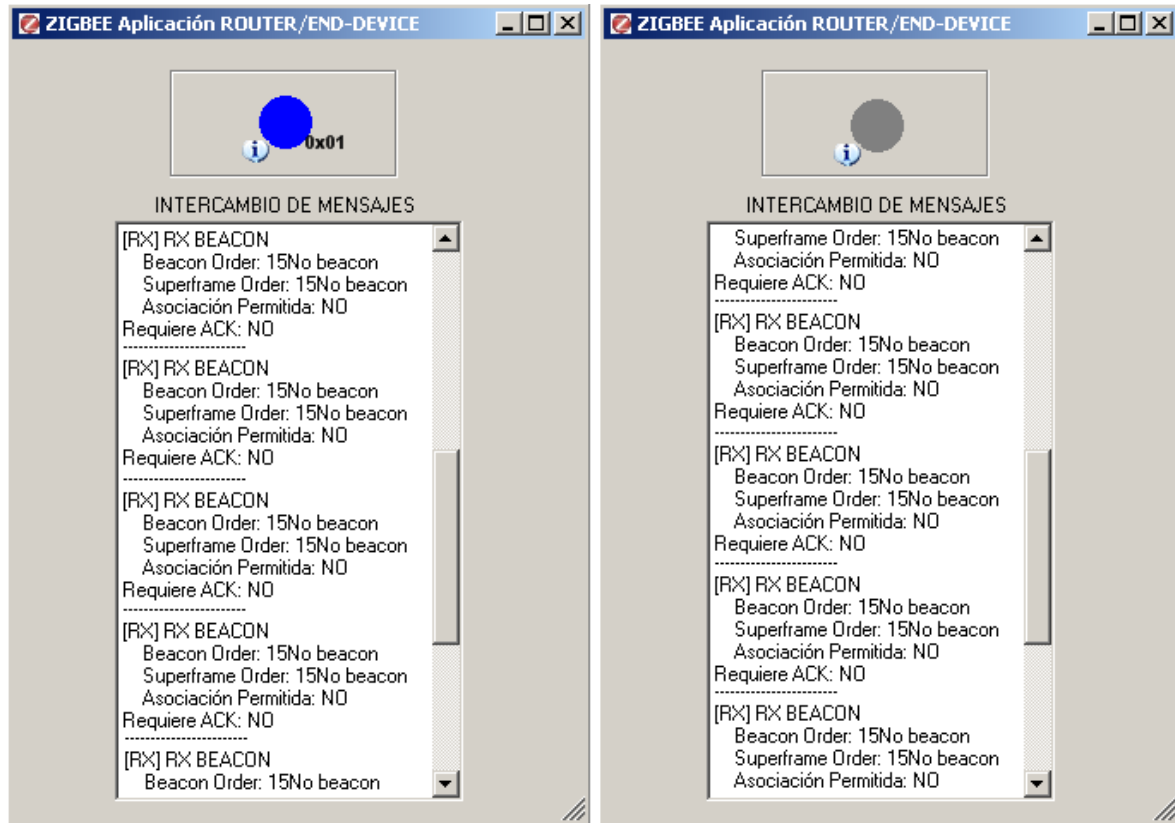 ZIGBEE Aplicación ROUTER/END-DEVICE
0x01
INTERCAMBIO DE MENSAJES
[RX] RX BEACON
Beacon Order: 15No beacon
Superframe Order: 15No beacon
Asociación Permitida: NO
Requiere ACK: NO
------------------------
[RX] RX BEACON
Beacon Order: 15No beacon
Superframe Order: 15No beacon
Asociación Permitida: NO
Requiere ACK: NO
------------------------
[RX] RX BEACON
Beacon Order: 15No beacon
Superframe Order: 15No beacon
Asociación Permitida: NO
Requiere ACK: NO
------------------------
[RX] RX BEACON
Beacon Order: 15No beacon
Superframe Order: 15No beacon
Asociación Permitida: NO
Requiere ACK: NO
------------------------
[RX] RX BEACON
Beacon Order: 15No beacon
ZIGBEE Aplicación ROUTER/END-DEVICE
INTERCAMBIO DE MENSAJES
Superframe Order: 15No beacon
Asociación Permitida: NO
Requiere ACK: NO
------------------------
[RX] RX BEACON
Beacon Order: 15No beacon
Superframe Order: 15No beacon
Asociación Permitida: NO
Requiere ACK: NO
------------------------
[RX] RX BEACON
Beacon Order: 15No beacon
Superframe Order: 15No beacon
Asociación Permitida: NO
Requiere ACK: NO
------------------------
[RX] RX BEACON
Beacon Order: 15No beacon
Superframe Order: 15No beacon
Asociación Permitida: NO
Requiere ACK: NO
------------------------
[RX] RX BEACON
Beacon Order: 15No beacon
Superframe Order: 15No beacon
Asociación Permitida: NO